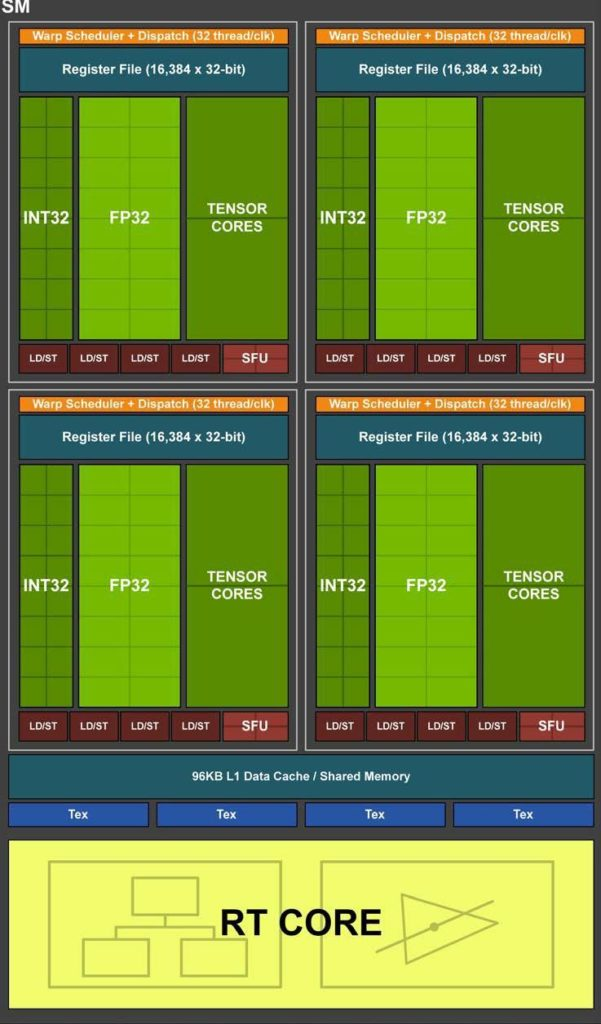 SM
Warp Scheduler + Dispatch (32 thread/clk)
Register File (16,384 x 32-bit)
INT32
FP32
TENSOR
CORES
LD/ST
LD/ST
LD/ST
LD/ST
SFU
Warp Scheduler + Dispatch (32 thread/clk)
Register File (16,384 x 32-bit)
INT32
FP32
TENSOR
CORES
LD/ST
LD/ST
LD/ST
LD/ST
SFU
Warp Scheduler + Dispatch (32 thread/clk)
Register File (16,384 x 32-bit)
INT32
FP32
TENSOR
CORES
LD/ST
LD/ST
LD/ST
LD/ST
SFU
Warp Scheduler + Dispatch (32 thread/clk)
Register File (16,384 x 32-bit)
INT32
FP32
TENSOR
CORES
LD/ST
LD/ST
LD/ST
LD/ST
SFU
96KB L1 Data Cache / Shared Memory
Tex
Tex
Tex
Tex
RT CORE